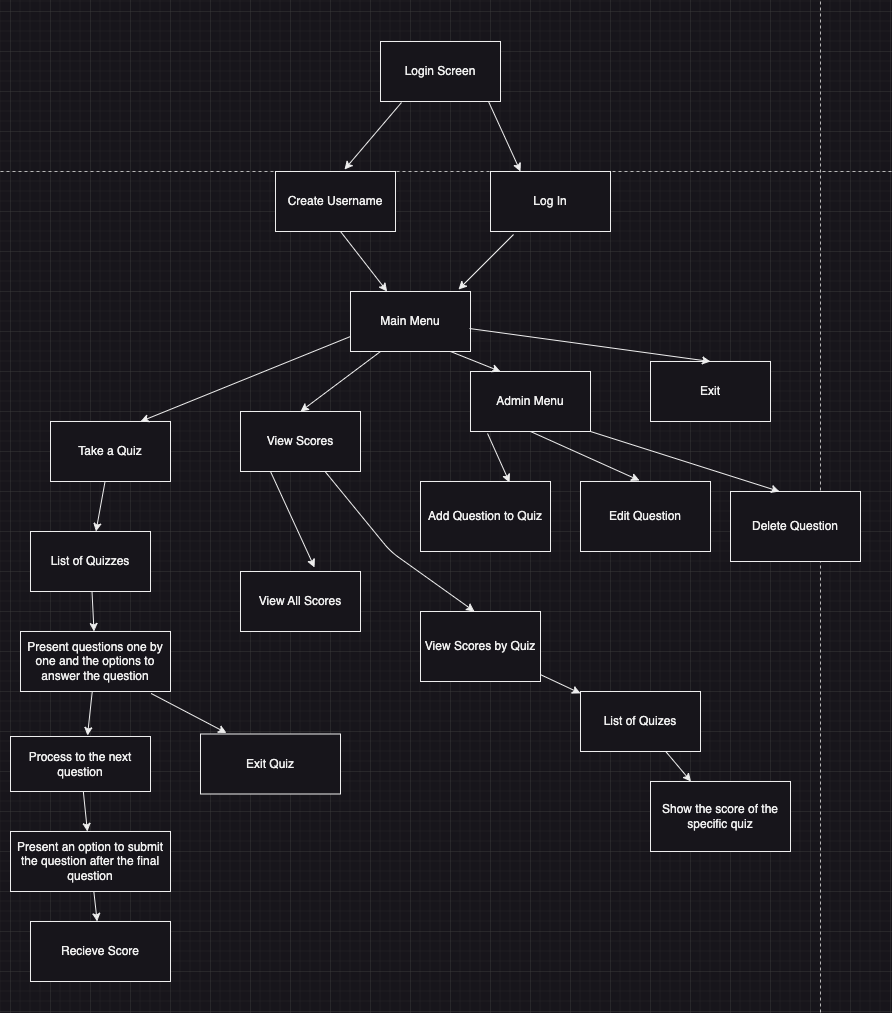 Login Screen
Create Username
Log In
Main Menu
Exit
Admin Menu
Take a Quiz
View Scores
Add Question to Quiz
Edit Question
Delete Question
List of Quizzes
View All Scores
Present questions one by
one and the options to
answer the question
View Scores by Quiz
List of Quizes
Process to the next
question
Exit Quiz
Show the score of the
specific quiz
Present an option to submit
the question after the final
question
Recieve Score